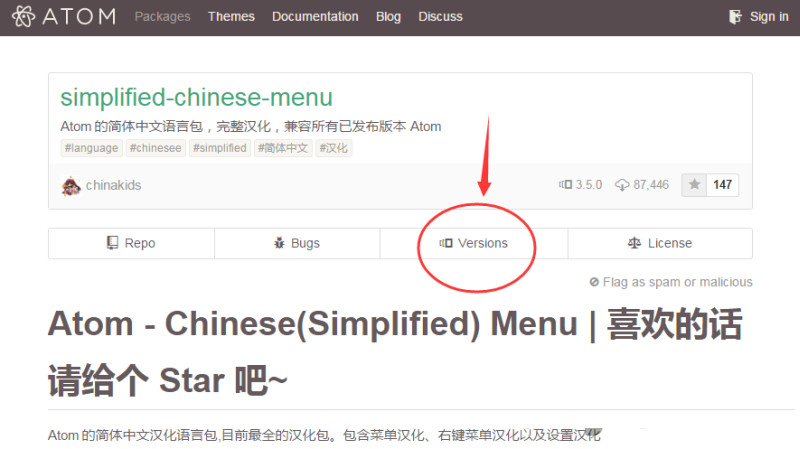 ATOM Packages Themes Documentation Blog Discuss Sign in
simplified-chinese-menu
Atom 的简体中文语言包，完整汉化，兼容所有已发布版本 Atom
#language #chinesee #simplified #简体中文 #汉化
chinakids 3.5.0 87,446 147
Repo Bugs Versions License
Flag as spam or malicious
Atom - Chinese(Simplified) Menu | 喜欢的话
请给个 Star 吧~
Atom 的简体中文汉化语言包,目前最全的汉化包。包含菜单汉化、右键菜单汉化以及设置汉化